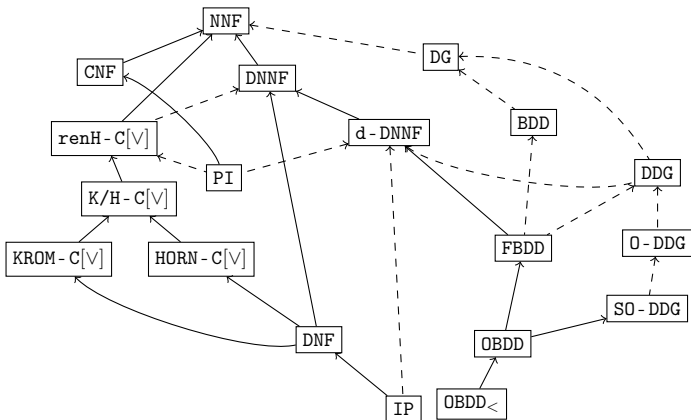 NNF
DG
CNF
DNNF
BDD
renH-C[∨]
d-DNNF
PI
DDG
K/H-C[∨]
KROM-C[∨]
HORN-C[∨]
FBDD
O-DDG
SO-DDG
DNF
OBDD
IP
OBDD<